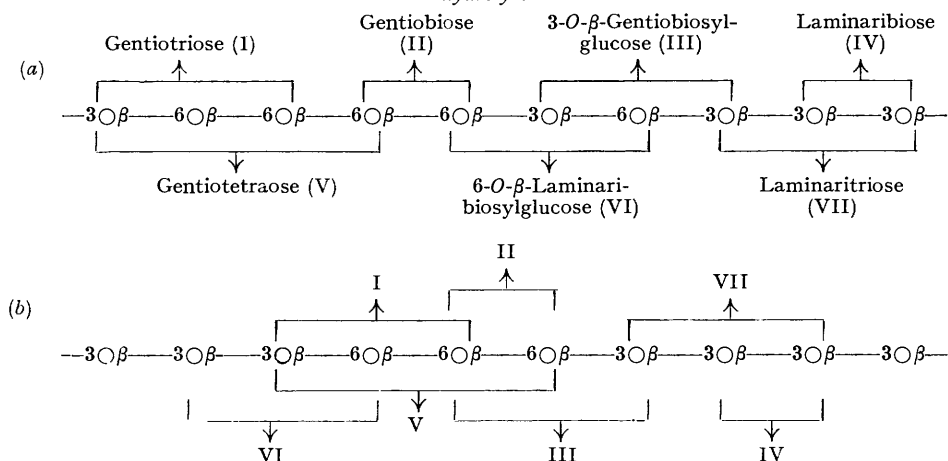 Gentiotriose (I)
Gentiobiose
(II)
3-O-β-Gentiobiosyl-
glucose (III)
Laminaribiose
(IV)
(a)
3 β 6 β 6 β 6 β 6 β 3 β 6 β 3 β 3 β 3 β
Gentiotetraose (V)
6-O-β-Laminari-
biosylglucose (VI)
Laminaritriose
(VII)
II
(b)
I
VII
3 β 3 β 3 β 6 β 6 β 6 β 3 β 3 β 3 β 3 β
V
VI
III
IV